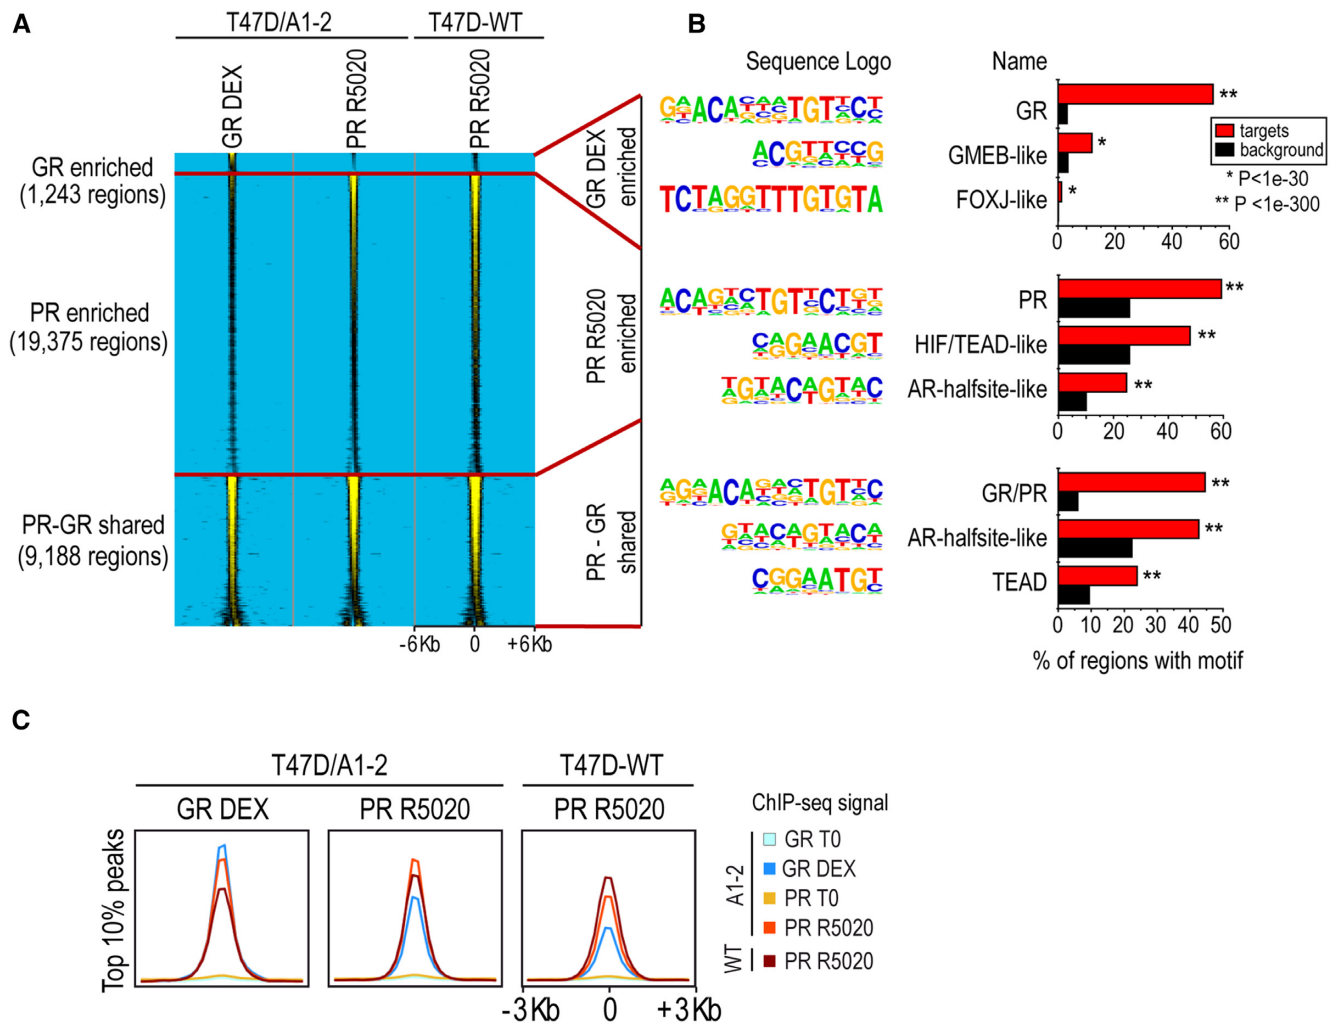 A
T47D/A1-2
T47D-WT
GR DEX
PR R5020
PR R5020
GR enriched
(1,243 regions)
PR enriched
(19,375 regions)
PR-GR shared
(9,188 regions)
-6Kb
0
+6Kb
GR DEX
enriched
PR R5020
enriched
PR - GR
shared
B
Sequence Logo
Name
GR
**
GMEB-like
*
FOXJ-like
*
targets
background
* P<1e-30
** P <1e-300
0 20 40 60
TCTAGGTTTGTGTA
PR
**
HIF/TEAD-like
**
AR-halfsite-like
**
0 20 40 60
GR/PR
**
AR-halfsite-like
**
TEAD
**
0 10 20 30 40 50
% of regions with motif
C
T47D/A1-2
T47D-WT
GR DEX
PR R5020
PR R5020
Top 10% peaks
-3Kb
0
+3Kb
ChIP-seq signal
A1-2
GR T0
GR DEX
PR T0
PR R5020
WT
PR R5020